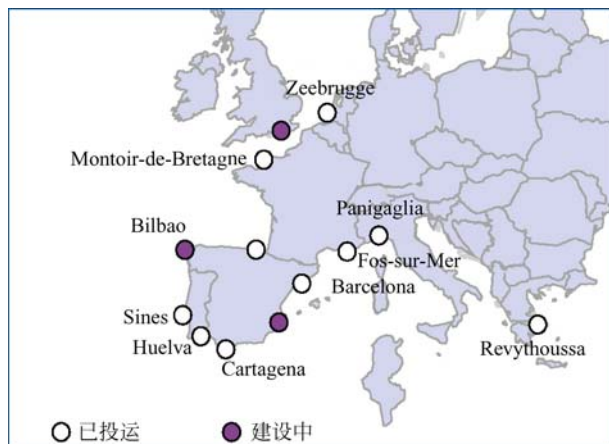 Zeebrugge
Montoir-de-Bretagne
Panigaglia
Bilbao
Fos-sur-Mer
Barcelona
Sines
Huelva
Revythoussa
Cartagena
已投运
建设中